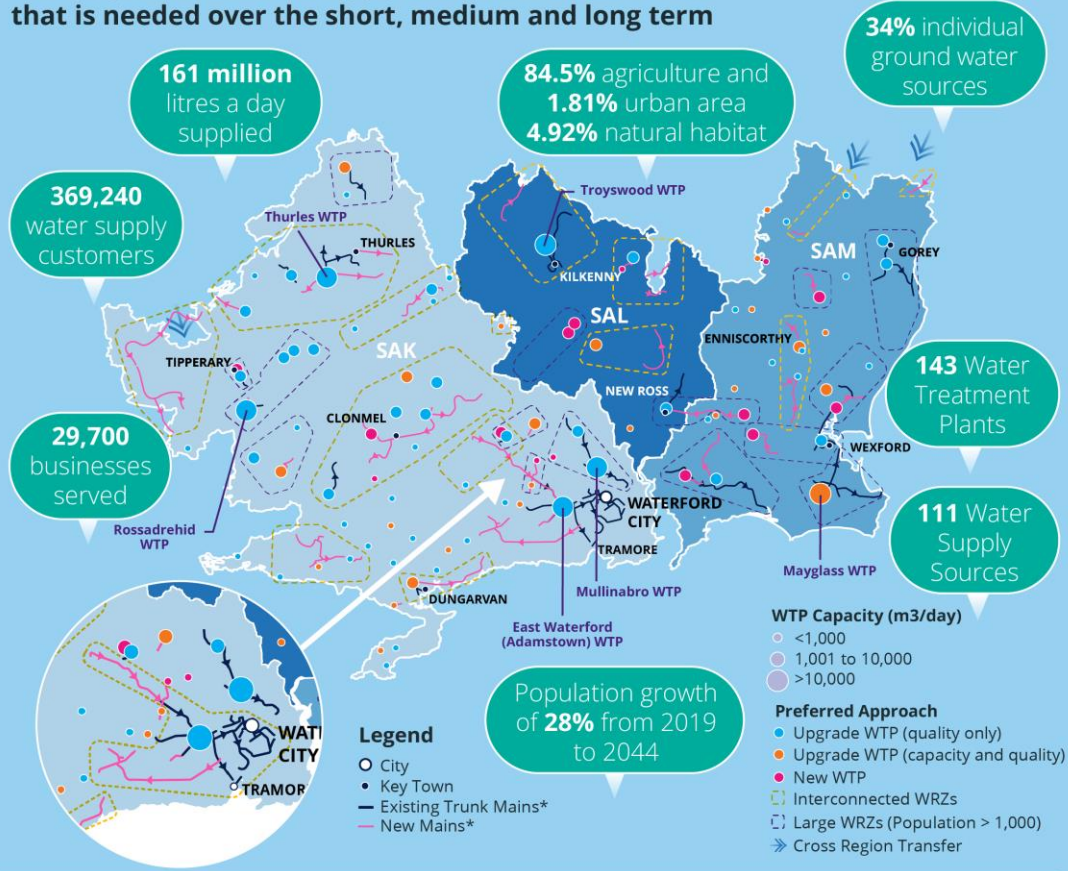 that is needed over the short, medium and long term
161 million
litres a day
supplied
84.5% agriculture and
1.81% urban area
4.92% natural habitat
34% individual
ground water
sources
369,240
water supply
customers
Thurles WTP
THURLES
Troyswood WTP
KILKENNY
SAL
SAM
GOREY
TIPPERARY
SAK
ENNISCORTHY
143 Water
Treatment
Plants
CLONMEL
NEW ROSS
WEXFORD
29,700
businesses
served
Rossadrehid
WTP
WATERFORD
CITY
TRAMORE
Mayglass WTP
111 Water
Supply
Sources
DUNGARVAN
Mullinabro WTP
East Waterford
(Adamstown) WTP
WTP Capacity (m3/day)
<1,000
1,001 to 10,000
>10,000
Population growth
of 28% from 2019
to 2044
Preferred Approach
Upgrade WTP (quality only)
Upgrade WTP (capacity and quality)
New WTP
Interconnected WRZs
Large WRZs (Population > 1,000)
Cross Region Transfer
Legend
City
Key Town
Existing Trunk Mains*
New Mains*
WAT
CITY
TRAMOR